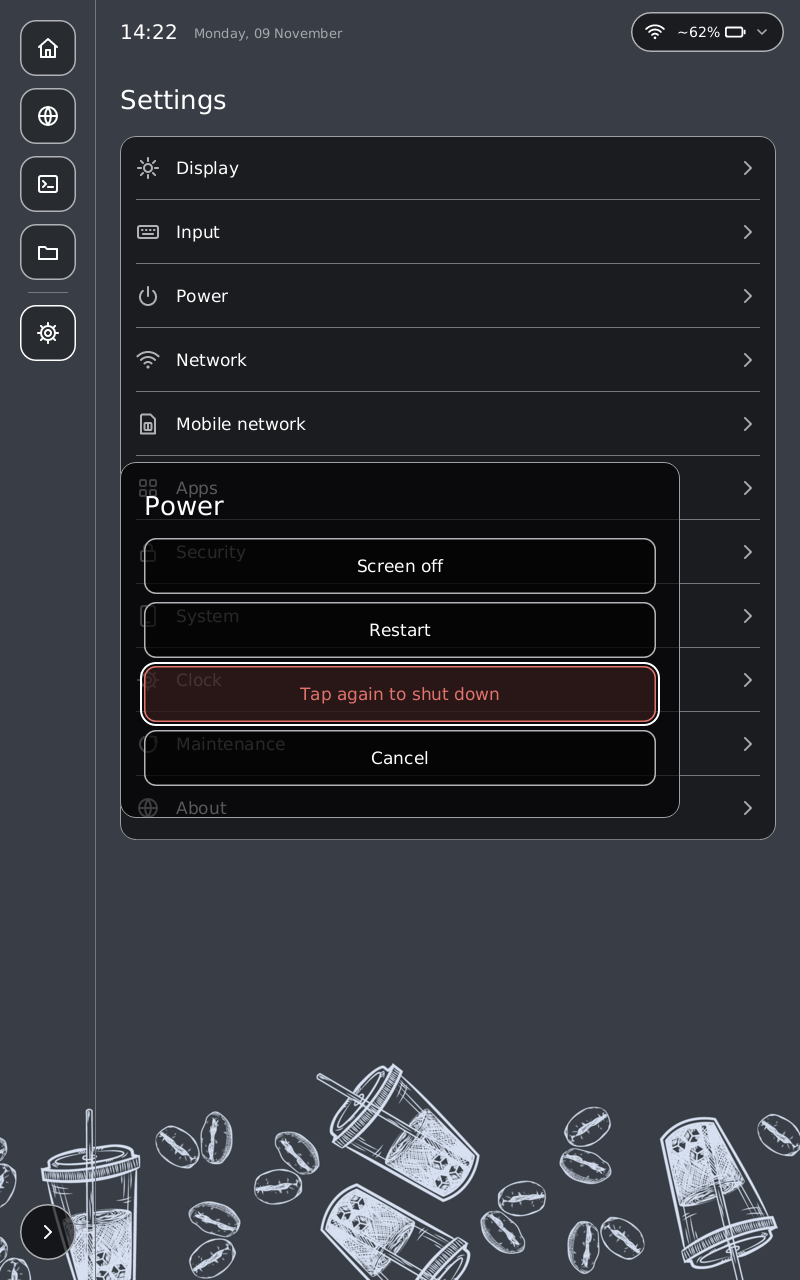 14:22 Monday, 09 November ~62%
Settings
Display
Input
Power
Network
Mobile network
Apps
Power
Security
Screen off
System
Restart
Clock
Tap again to shut down
Maintenance
Cancel
About